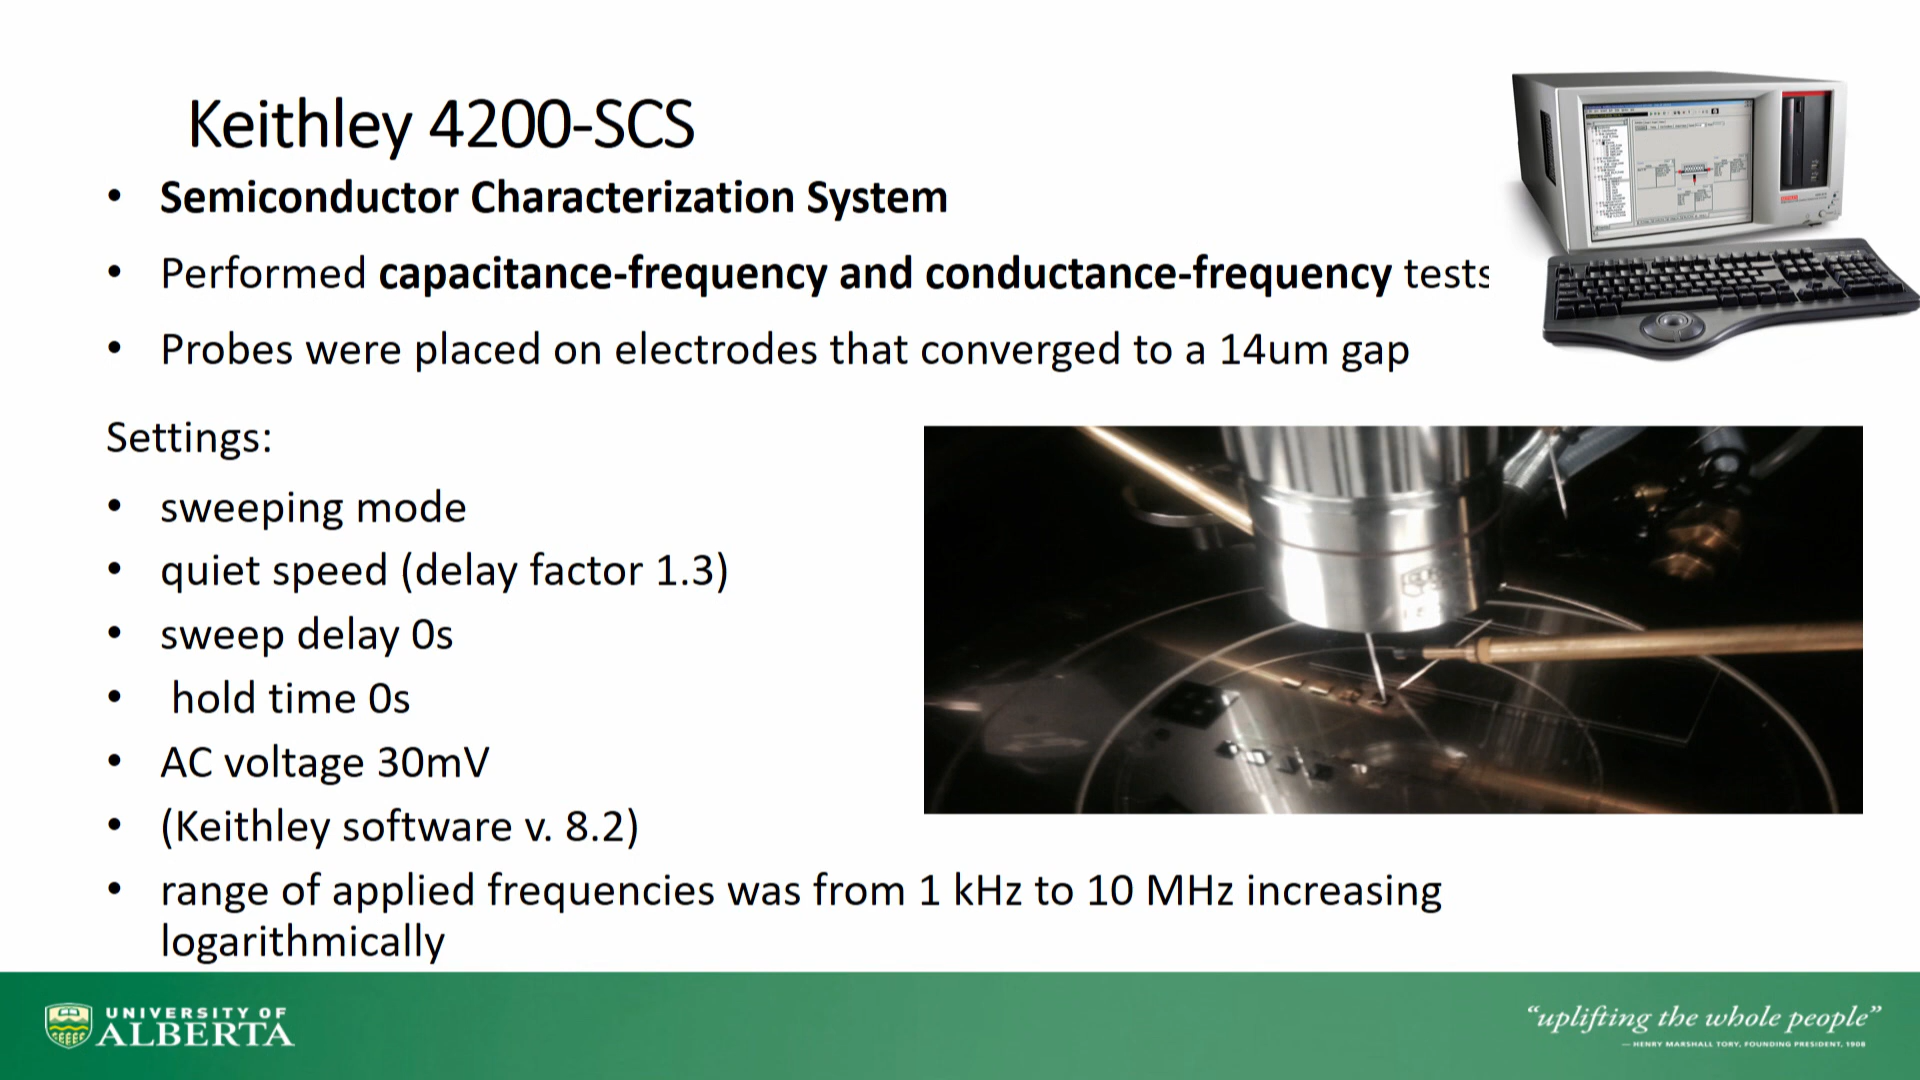 Keithley 4200-SCS
• Semiconductor Characterization System
• Performed capacitance-frequency and conductance-frequency tests
• Probes were placed on electrodes that converged to a 14um gap
Settings:
• sweeping mode
• quiet speed (delay factor 1.3)
• sweep delay 0s
• hold time 0s
• AC voltage 30mV
• (Keithley software v. 8.2)
• range of applied frequencies was from 1 kHz to 10 MHz increasing
logarithmically
UNIVERSITY OF
ALBERTA
“uplifting the whole people”
— HENRY MARSHALL TORY, FOUNDING PRESIDENT, 1908